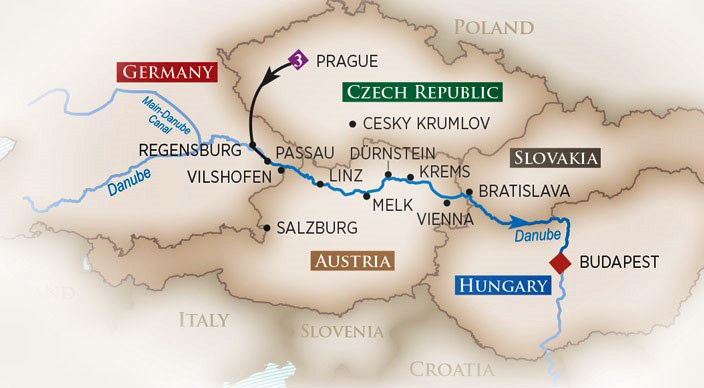 POLAND
GERMANY
3
PRAGUE
CZECH REPUBLIC
Main-Danube
Canal
CESKY KRUMLOV
REGENSBURG
PASSAU
DÜRNSTEIN
SLOVAKIA
VILSHOFEN
LINZ
KREMS
Danube
BRATISLAVA
MELK
VIENNA
SALZBURG
Danube
AUSTRIA
BUDAPEST
HUNGARY
ITALY
SLOVENIA
CROATIA